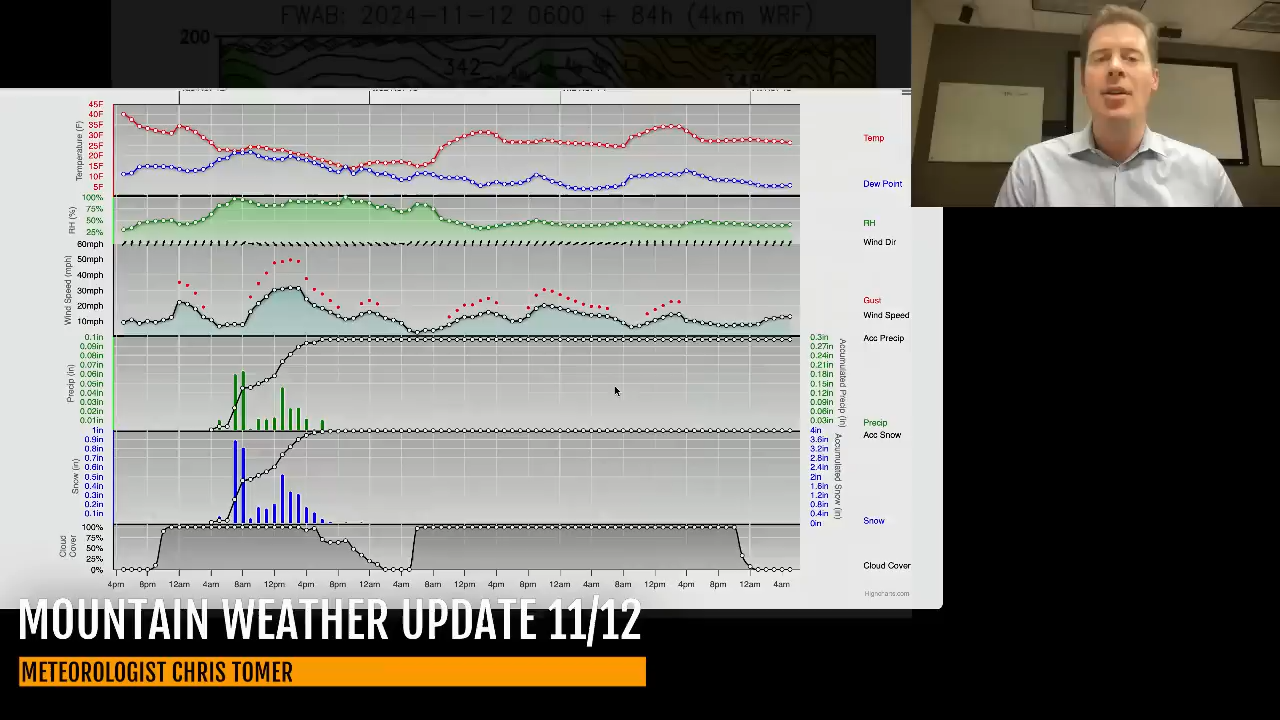 FWAB: 2024-11-12 0600 + 84h (4km WRF)
200
342
348
45F
40F
35F
30F
25F
20F
15F
10F
5F
Temperature (F)
Temp
Dew Point
100%
75%
50%
25%
RH (%)
RH
Wind Dir
60mph
50mph
40mph
30mph
20mph
10mph
Wind Speed (mph)
Gust
Wind Speed
0.1in
0.09in
0.08in
0.07in
0.06in
0.05in
0.04in
0.03in
0.02in
0.01in
Precip (in)
0.3in
0.27in
0.24in
0.21in
0.18in
0.15in
0.12in
0.09in
0.06in
0.03in
Accumulated Precip (in)
Acc Precip
Precip
1in
0.9in
0.8in
0.7in
0.6in
0.5in
0.4in
0.3in
0.2in
0.1in
Snow (in)
4in
3.6in
3.2in
2.8in
2.4in
2in
1.6in
1.2in
0.8in
0.4in
0in
Accumulated Snow (in)
Acc Snow
Snow
100%
75%
50%
25%
0%
Cloud
Cover
Cloud Cover
4pm 8pm 12am 4am 8am 12pm 4pm 8pm 12am 4am 8am 12pm 4pm 8pm 12am 4am 8am 12pm 4pm 8pm 12am 4am
Highcharts.com
MOUNTAIN WEATHER UPDATE 11/12
METEOROLOGIST CHRIS TOMER